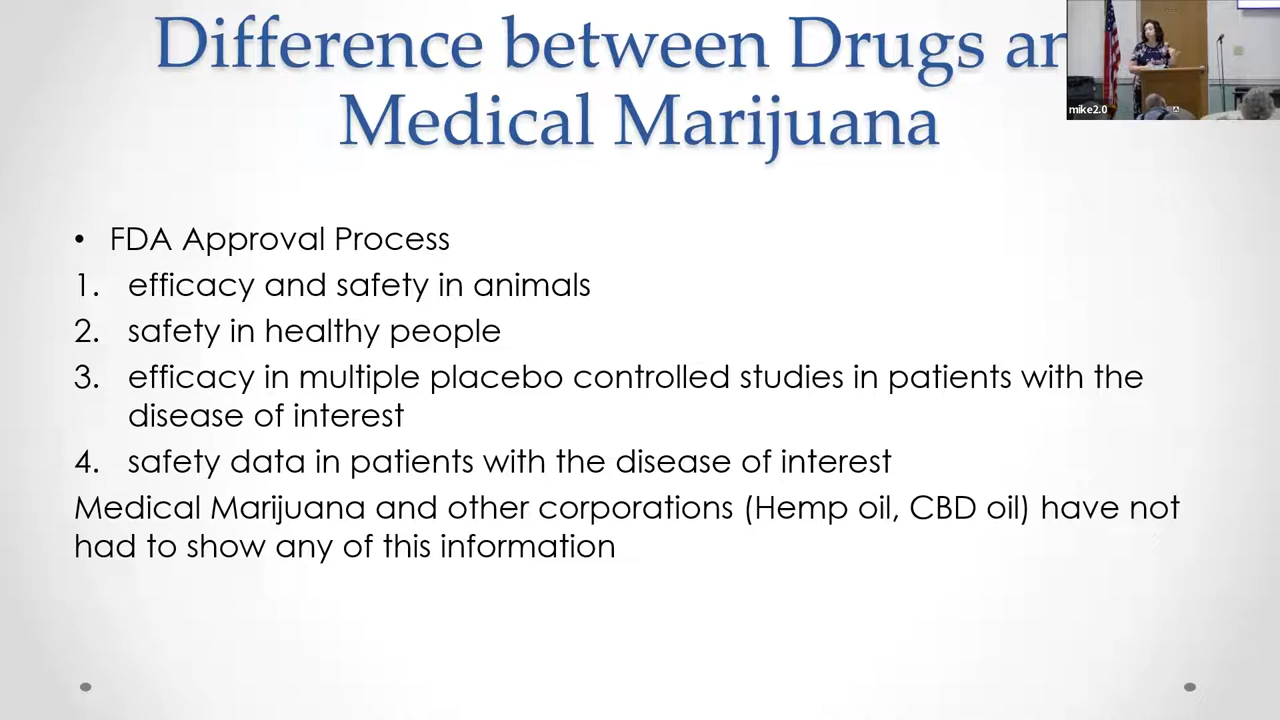 Difference between Drugs an
Medical Marijuana
mike2.0
• FDA Approval Process
1. efficacy and safety in animals
2. safety in healthy people
3. efficacy in multiple placebo controlled studies in patients with the
disease of interest
4. safety data in patients with the disease of interest
Medical Marijuana and other corporations (Hemp oil, CBD oil) have not
had to show any of this information